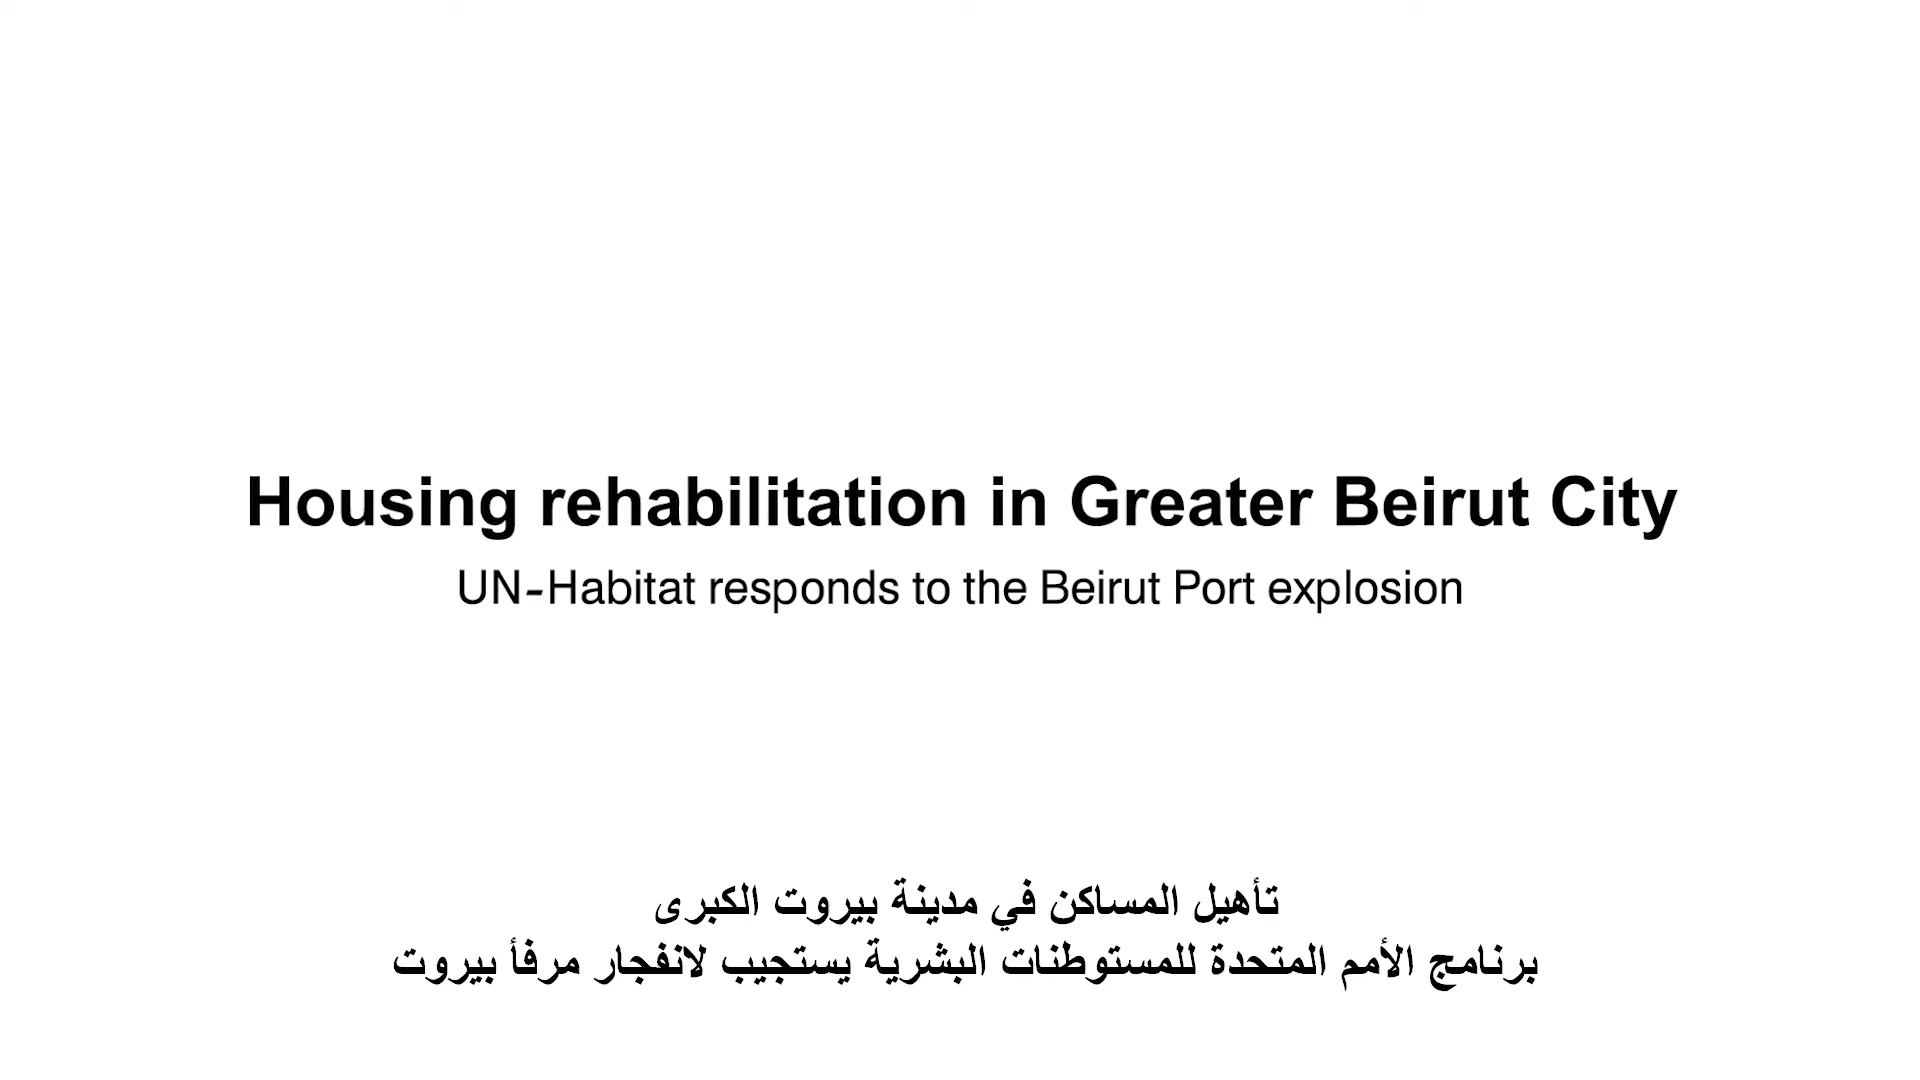 Housing rehabilitation in Greater Beirut City
UN-Habitat responds to the Beirut Port explosion
تأهيل المساكن في مدينة بيروت الكبرى
برنامج الأمم المتحدة للمستوطنات البشرية يستجيب لانفجار مرفأ بيروت